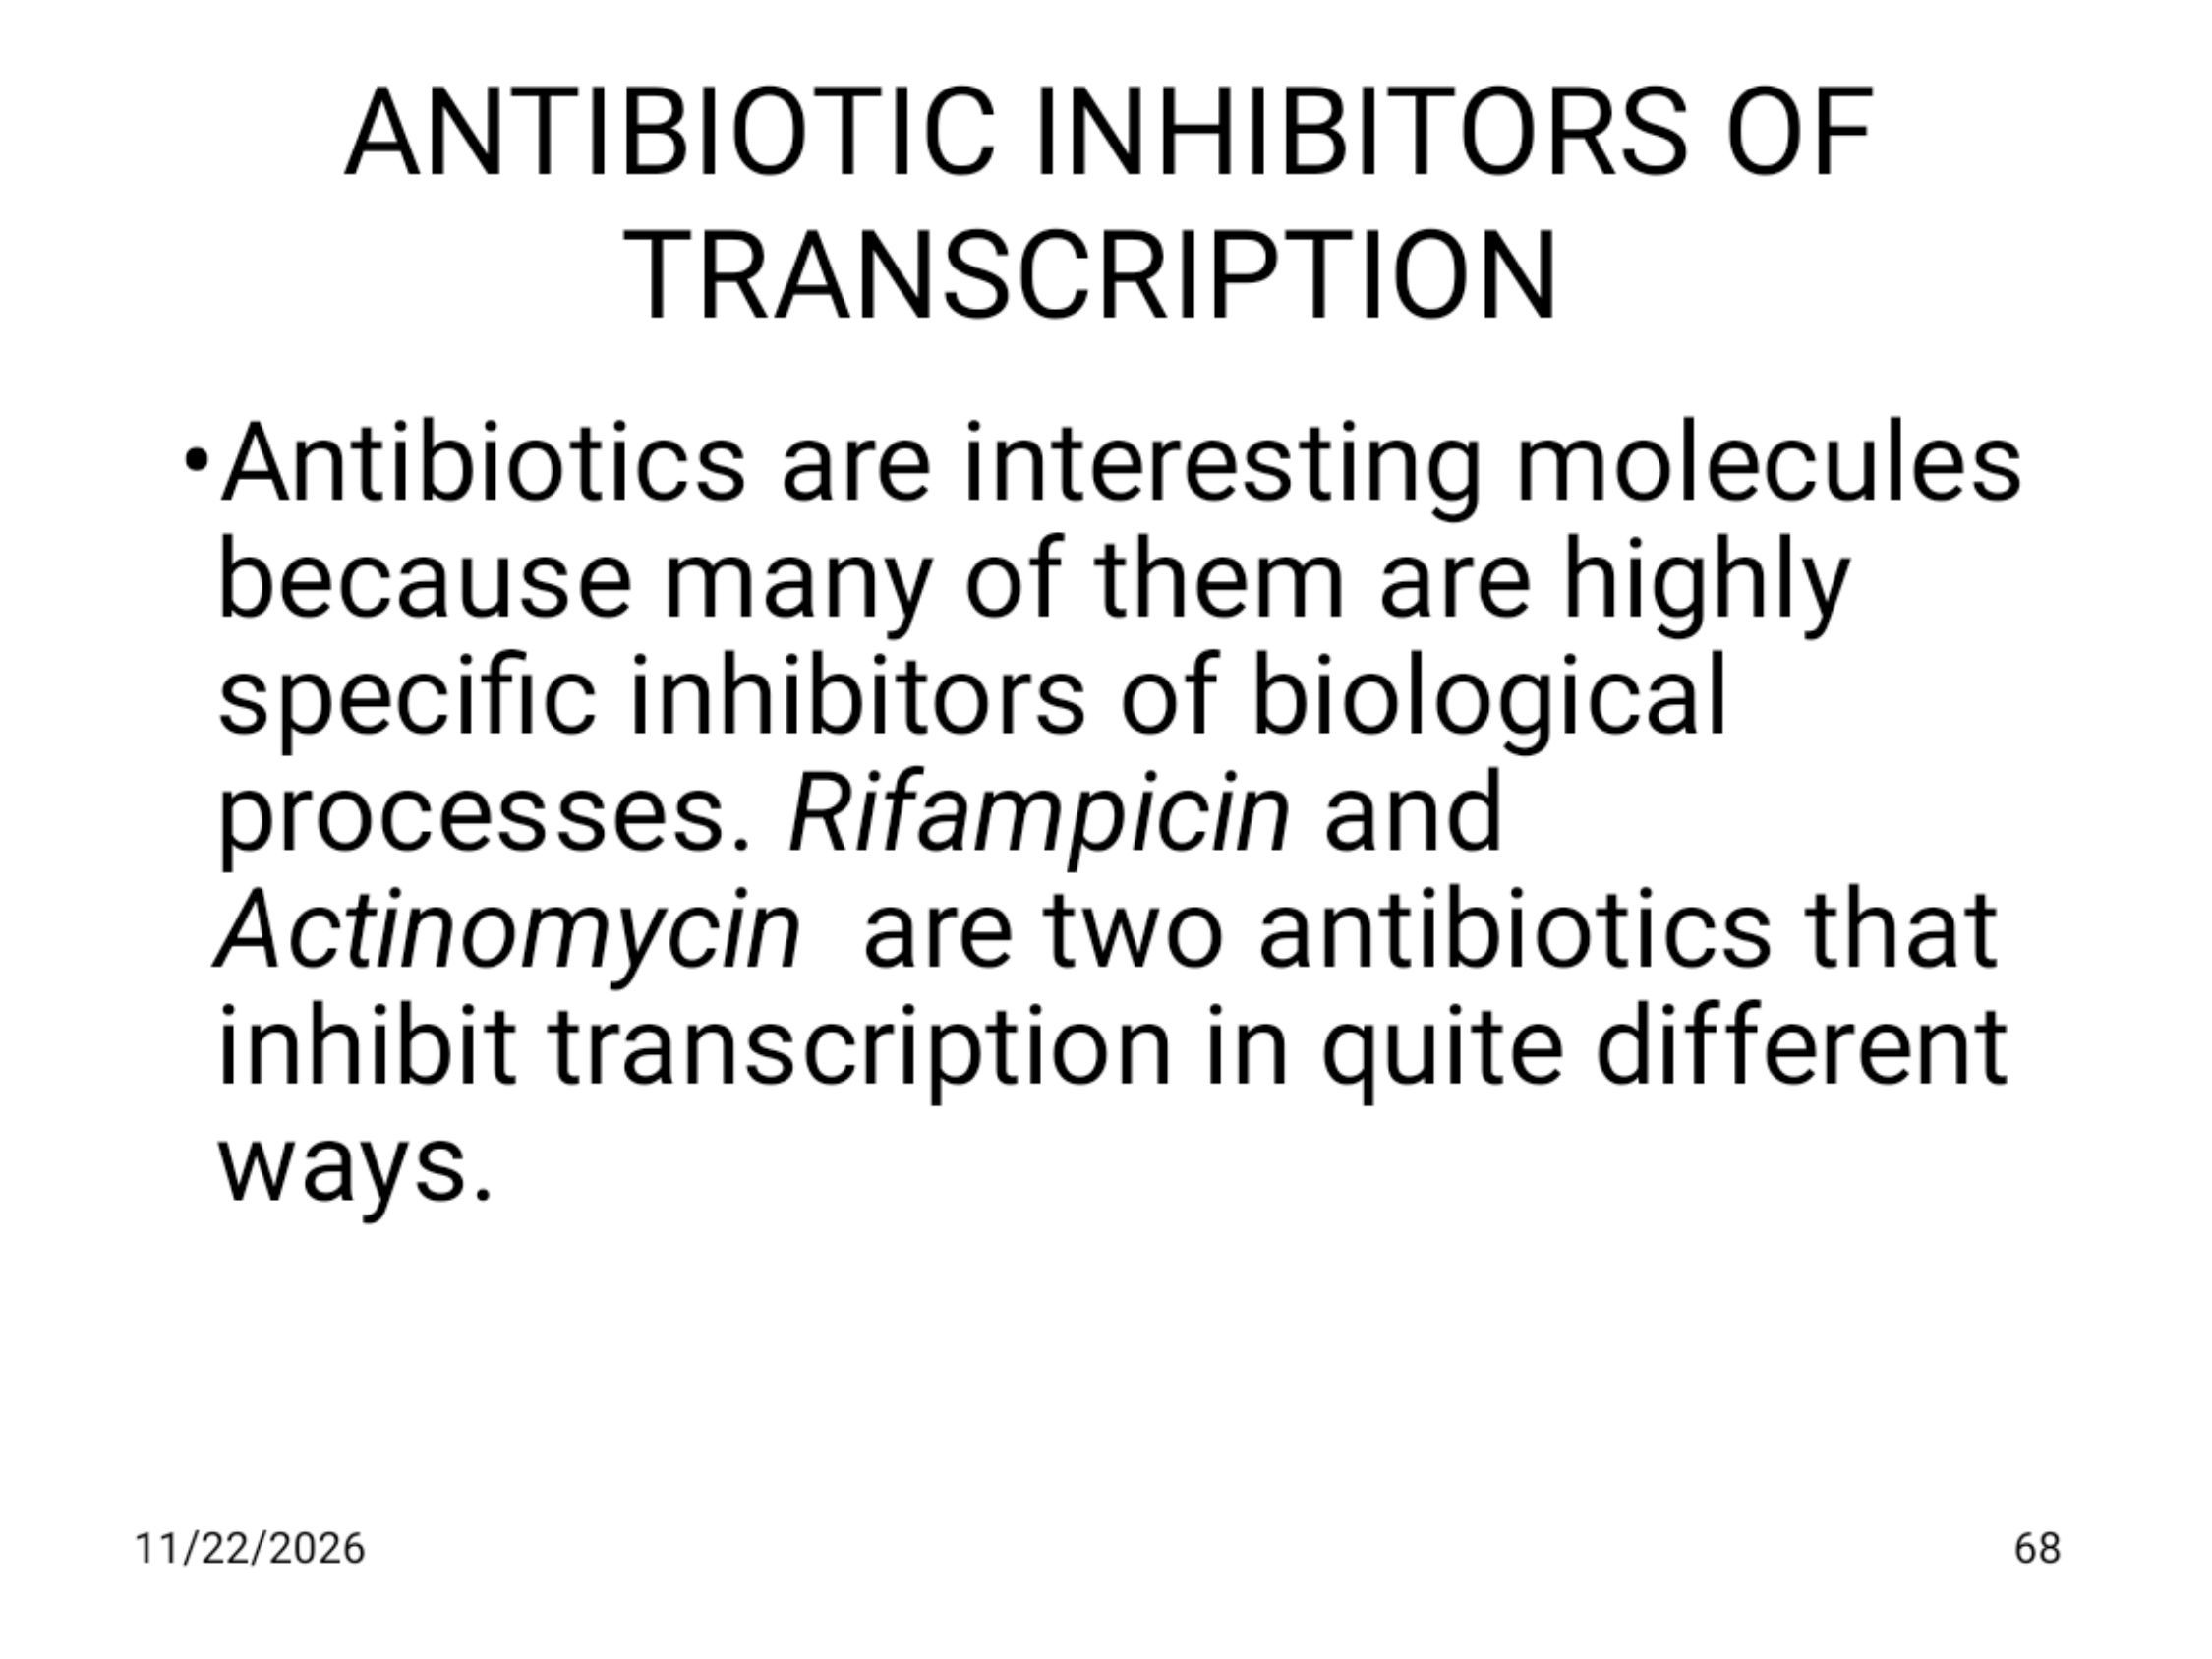 ANTIBIOTIC INHIBITORS OF
TRANSCRIPTION
•Antibiotics are interesting molecules
because many of them are highly
specific inhibitors of biological
processes. Rifampicin and
Actinomycin  are two antibiotics that
inhibit transcription in quite different
ways.
11/22/2026
68